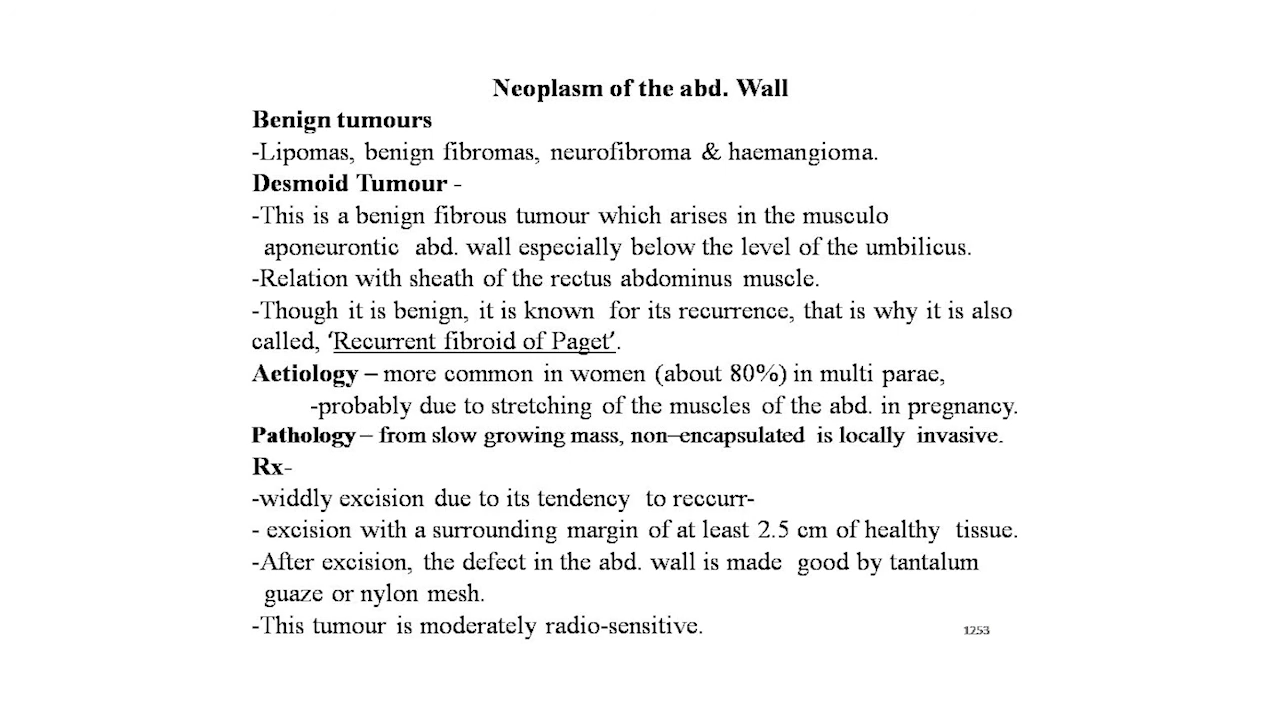 Neoplasm of the abd. Wall
Benign tumours
-Lipomas, benign fibromas, neurofibroma & haemangioma.
Desmoid Tumour -
-This is a benign fibrous tumour which arises in the musculo
aponeurontic abd. wall especially below the level of the umbilicus.
-Relation with sheath of the rectus abdominus muscle.
-Though it is benign, it is known for its recurrence, that is why it is also
called, ‘Recurrent fibroid of Paget’.
Aetiology – more common in women (about 80%) in multi parae,
-probably due to stretching of the muscles of the abd. in pregnancy.
Pathology – from slow growing mass, non–encapsulated is locally invasive.
Rx-
-widdly excision due to its tendency to reccurr-
- excision with a surrounding margin of at least 2.5 cm of healthy tissue.
-After excision, the defect in the abd. wall is made good by tantalum
guaze or nylon mesh.
-This tumour is moderately radio-sensitive.
1253